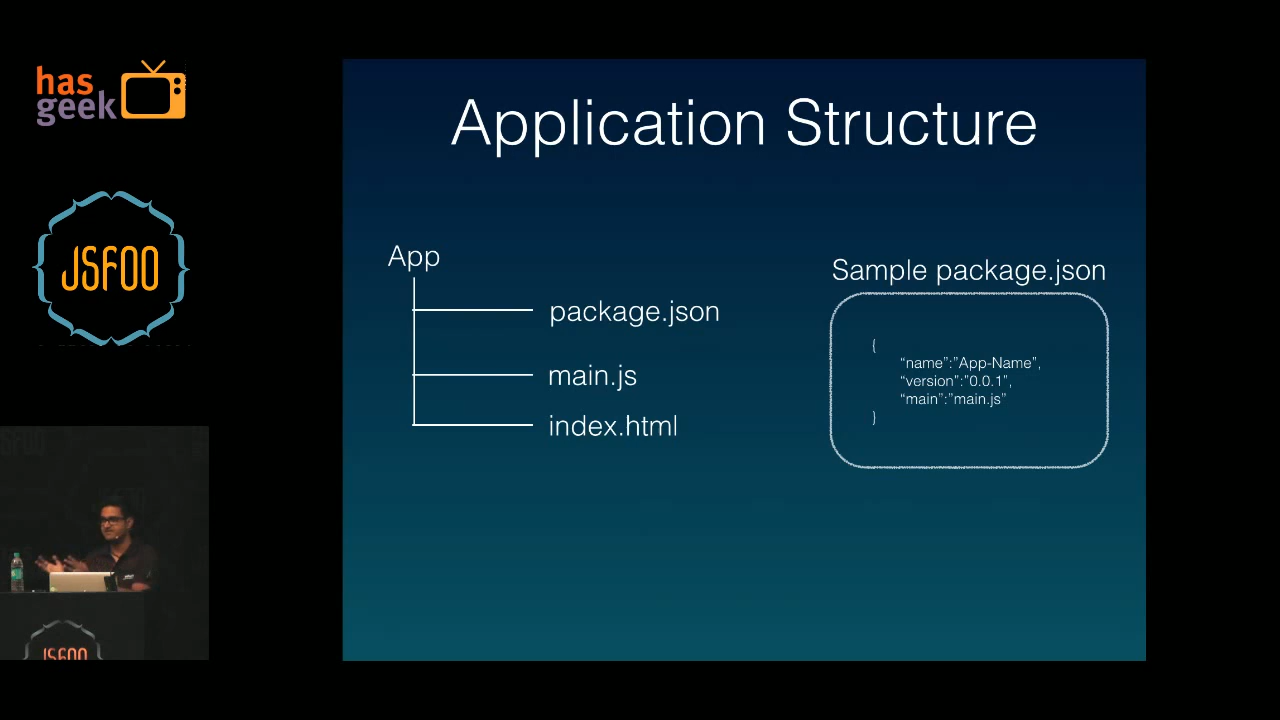 has
geek
JSFOO
Application Structure
App
package.json
main.js
index.html
Sample package.json
{
“name”:”App-Name”,
“version”:”0.0.1”,
“main”:”main.js”
}
JSFOO